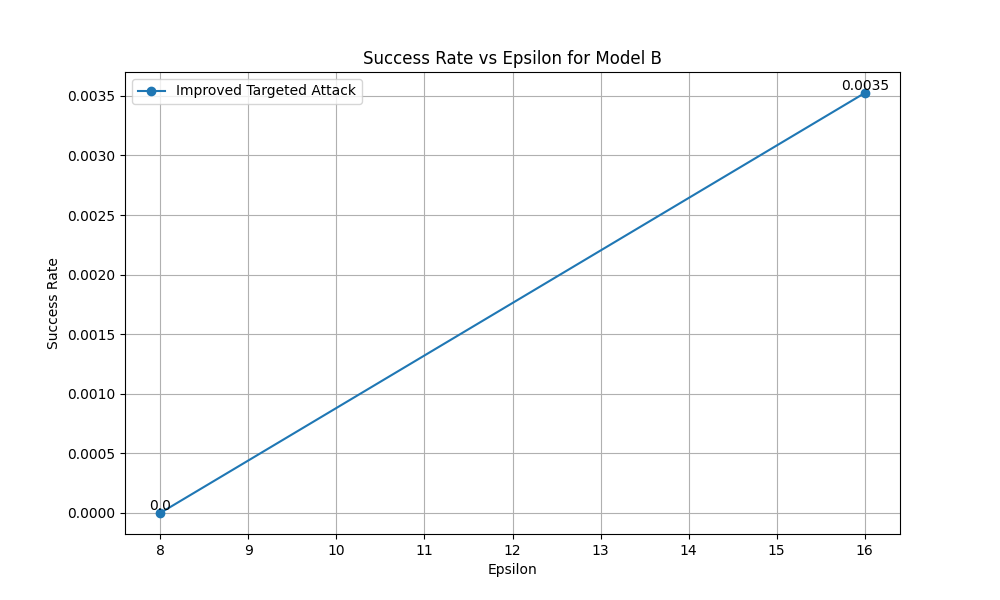 Success Rate vs Epsilon for Model B
Improved Targeted Attack
0.0035
0.0035
0.0030
0.0025
0.0020
0.0015
0.0010
0.0005
0.0000
0.0
Success Rate
8 9 10 11 12 13 14 15 16
Epsilon